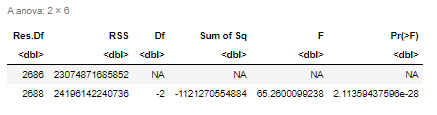 A anova: 2 × 6
Res.Df RSS Df Sum of Sq F Pr(>F)
<dbl> <dbl> <dbl> <dbl> <dbl> <dbl>
2686 23074871685852 NA NA NA NA
2688 24196142240736 -2 -1121270554884 65.2600099238 2.11359437596e-28